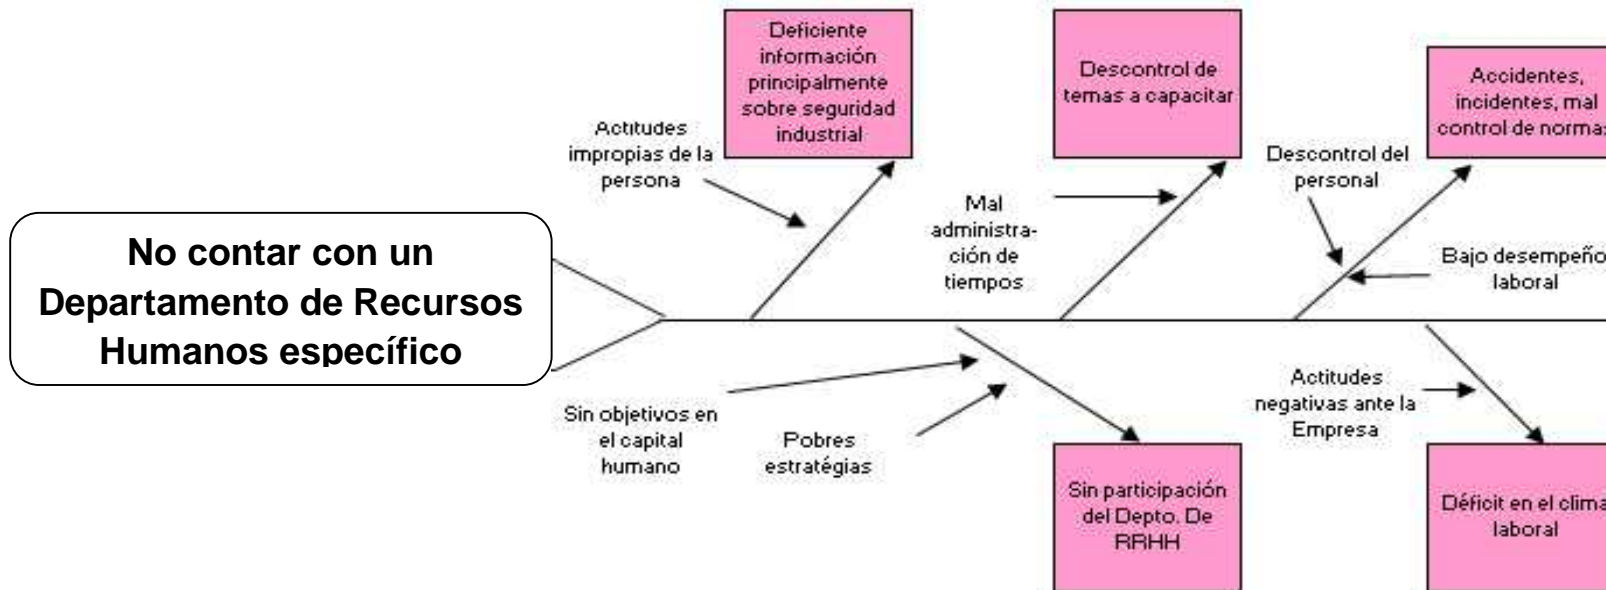 Deficiente
información
principalmente
sobre seguridad
industrial
Descontrol de
temas a capacitar
Accidentes,
incidentes, mal
control de normas
Actitudes
impropias de la
persona
Mal
administra-
ción de
tiempos
Descontrol del
personal
Bajo desempeño
laboral
No contar con un
Departamento de Recursos
Humanos específico
Sin objetivos en
el capital
humano
Pobres
estratégias
Actitudes
negativas ante la
Empresa
Sin participación
del Depto. De
RRHH
Déficit en el clima
laboral